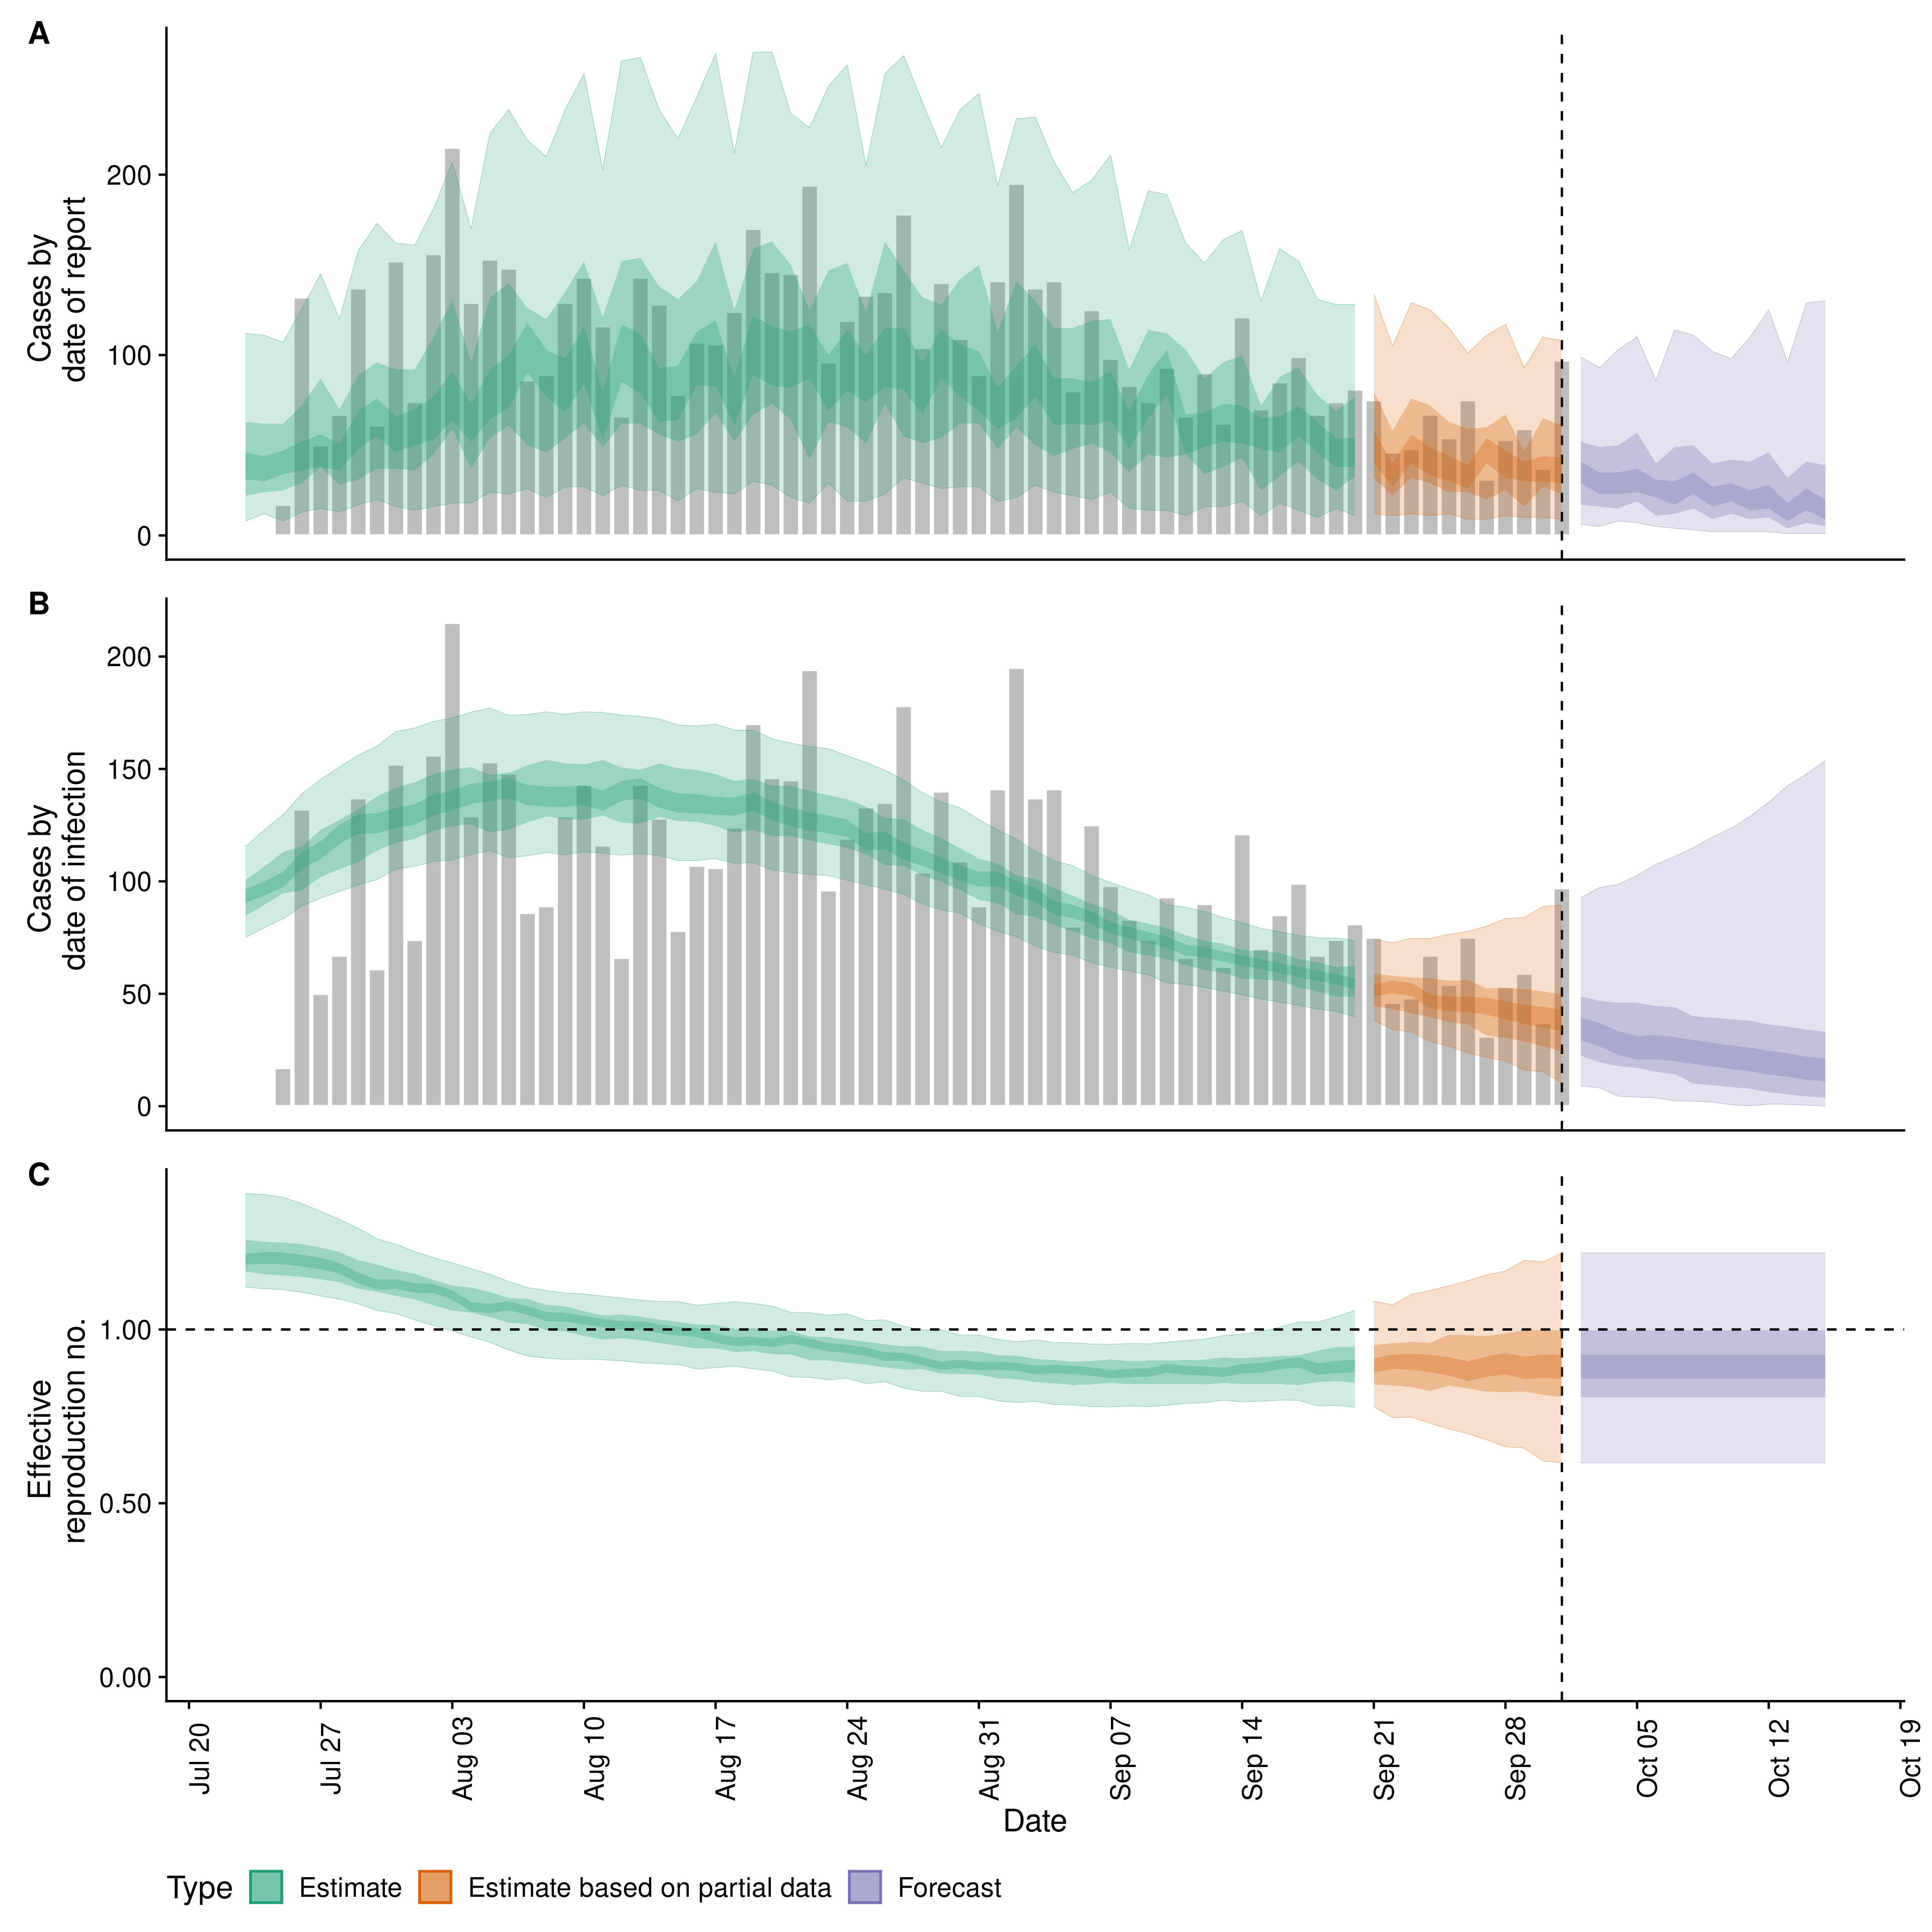 A
Cases by
date of report
200
100
0
B
Cases by
date of infection
200
150
100
50
0
C
Effective
reproduction no.
1.00
0.50
0.00
Jul 20
Jul 27
Aug 03
Aug 10
Aug 17
Aug 24
Aug 31
Sep 07
Sep 14
Sep 21
Sep 28
Oct 05
Oct 12
Oct 19
Date
Type Estimate Estimate based on partial data Forecast